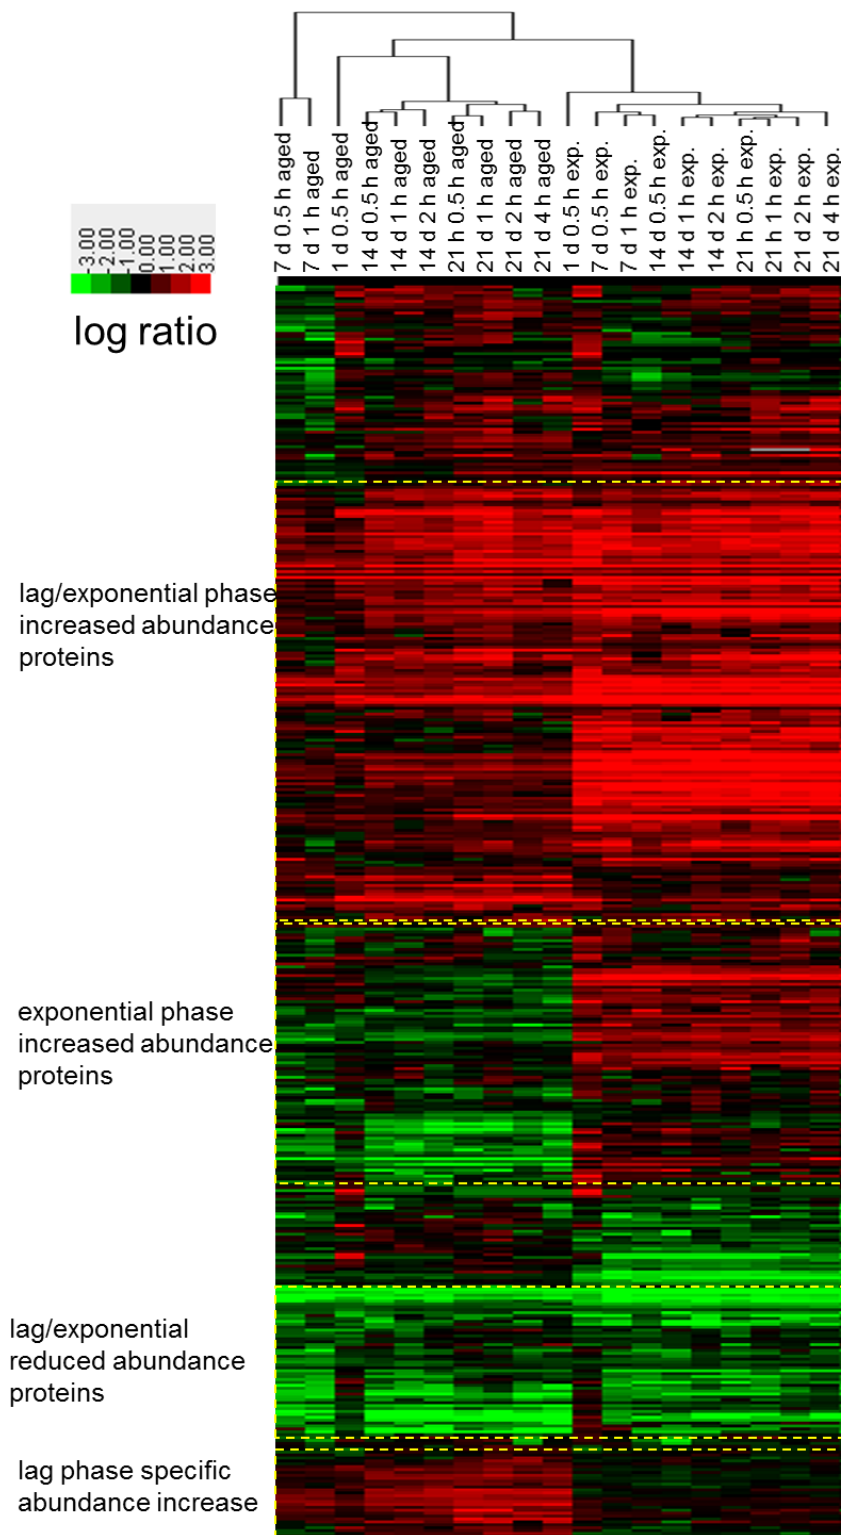 7 d 0.5 h aged
7 d 1 h aged
1 d 0.5 h aged
14 d 0.5 h aged
14 d 1 h aged
14 d 2 h aged
21 h 0.5 h aged
21 d 1 h aged
21 d 2 h aged
21 d 4 h aged
1 d 0.5 h exp.
7 d 0.5 h exp.
7 d 1 h exp.
14 d 0.5 h exp.
14 d 1 h exp.
14 d 2 h exp.
21 h 0.5 h exp.
21 h 1 h exp.
21 d 2 h exp.
21 d 4 h exp.
-3.00
-2.00
-1.00
0.00
1.00
2.00
3.00
log ratio
lag/exponential phase
increased abundance
proteins
exponential phase
increased abundance
proteins
lag/exponential
reduced abundance
proteins
lag phase specific
abundance increase